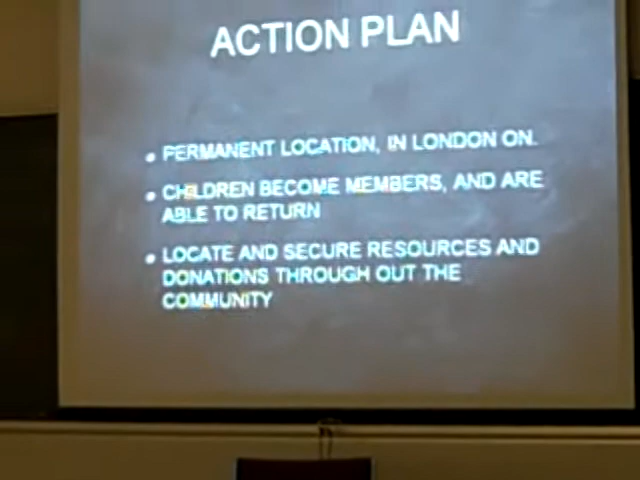 ACTION PLAN
• PERMANENT LOCATION, IN LONDON ON.
• CHILDREN BECOME MEMBERS, AND ARE
ABLE TO RETURN
• LOCATE AND SECURE RESOURCES AND
DONATIONS THROUGH OUT THE
COMMUNITY